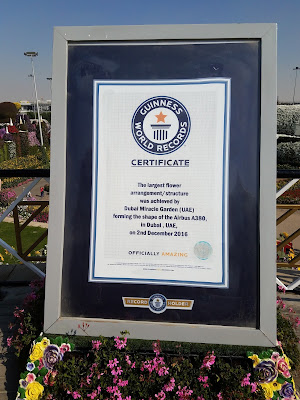 GUINNESS
WORLD RECORDS
CERTIFICATE
The largest flower
arrangement/structure
was achieved by
Dubai Miracle Garden (UAE)
forming the shape of the Airbus A380,
in Dubai, UAE,
on 2nd December 2016
OFFICIALLY AMAZING
RECORD HOLDER